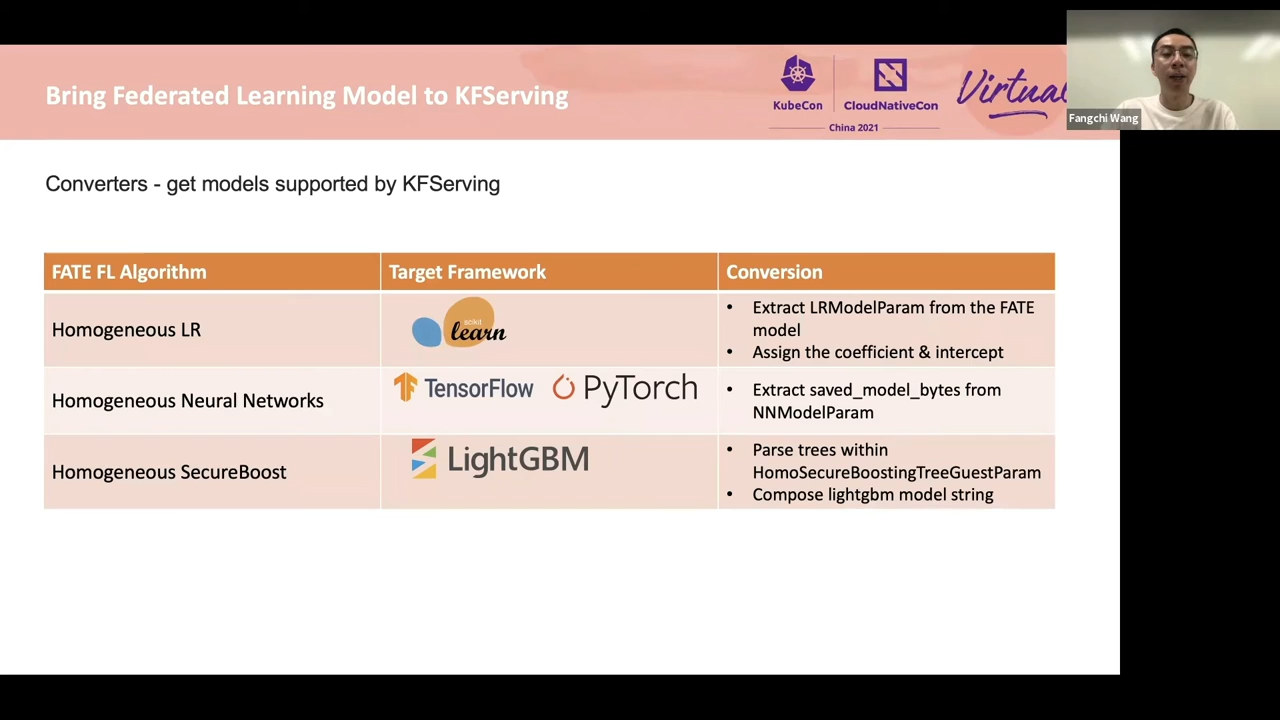 Bring Federated Learning Model to KFServing
KubeCon
CloudNativeCon
China 2021
Virtual
Fangchi Wang
Converters - get models supported by KFServing
FATE FL Algorithm
Target Framework
Conversion
Homogeneous LR
scikit
learn
• Extract LRModelParam from the FATE
model
• Assign the coefficient & intercept
Homogeneous Neural Networks
TensorFlow
PyTorch
• Extract saved_model_bytes from
NNModelParam
Homogeneous SecureBoost
LightGBM
• Parse trees within
HomoSecureBoostingTreeGuestParam
• Compose lightgbm model string